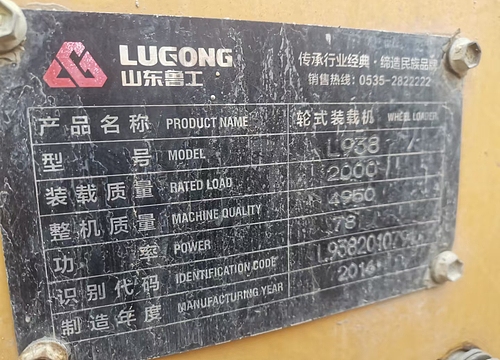 LUGONG
山东鲁工
传承行业经典·缔造民族品牌
销售热线：0535-2822222
产品名称 PRODUCT NAME 轮式装载机 WHEEL LOADER
型号 MODEL L938
装载质量 RATED LOAD 2000
整机质量 MACHINE QUALITY 4950
功率 POWER 78
识别代码 IDENTIFICATION CODE
制造年度 MANUFACTURING YEAR 2014